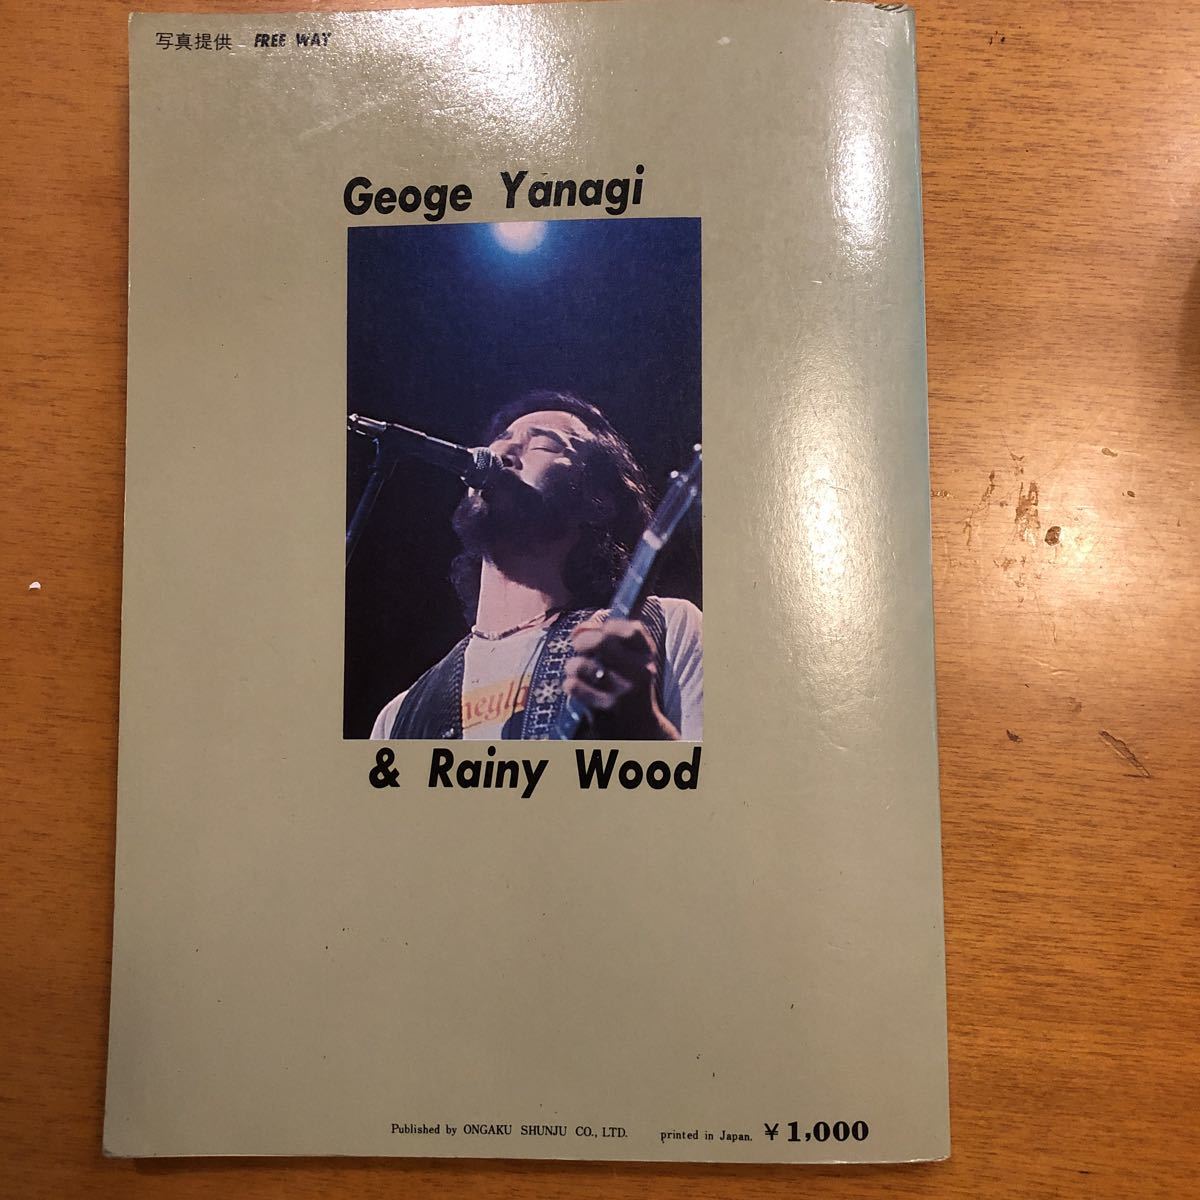 写真提供 FREE WAY
Geoge Yanagi
neyla
& Rainy Wood
Published by ONGAKU SHUNJU CO., LTD. printed in Japan. ¥1,000